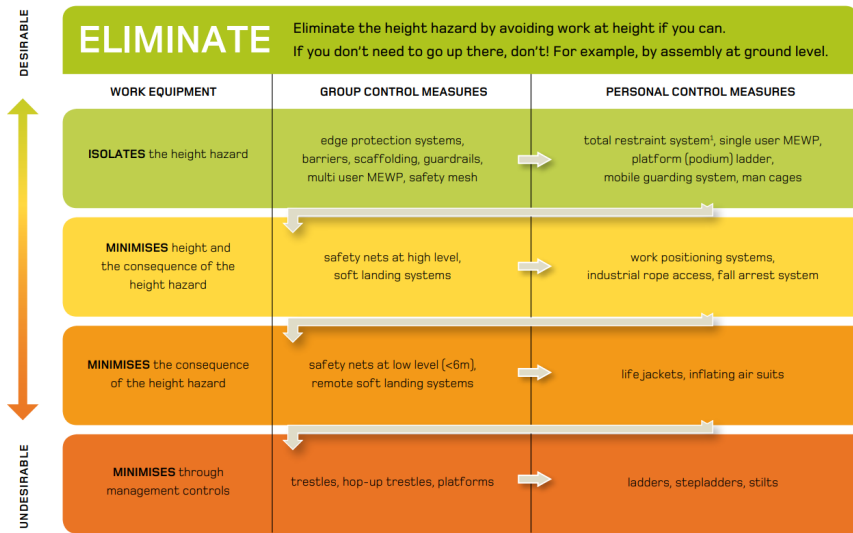 DESIRABLE
ELIMINATE
Eliminate the height hazard by avoiding work at height if you can.
If you don't need to go up there, don't! For example, by assembly at ground level.
WORK EQUIPMENT
GROUP CONTROL MEASURES
PERSONAL CONTROL MEASURES
ISOLATES the height hazard
edge protection systems,
barriers, scaffolding, guardrails,
multi user MEWP, safety mesh
total restraint system¹, single user MEWP,
platform (podium) ladder,
mobile guarding system, man cages
MINIMISES height and
the consequence of the
height hazard
safety nets at high level,
soft landing systems
work positioning systems,
industrial rope access, fall arrest system
MINIMISES the consequence
of the height hazard
safety nets at low level (<6m),
remote soft landing systems
life jackets, inflating air suits
UNDESIRABLE
MINIMISES through
management controls
trestles, hop-up trestles, platforms
ladders, stepladders, stilts